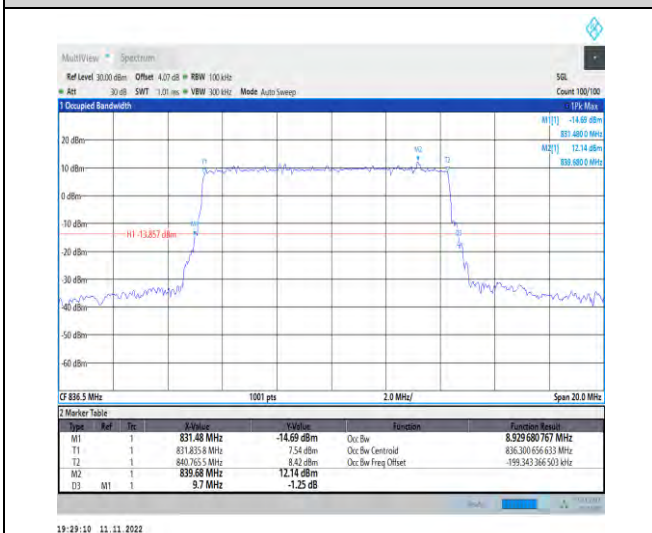 MultiView Spectrum
Ref Level 30.00 dBm Offset 4.07 dB RBW 100 kHz SGL
Att 30 dB SWT 1.01 ms VBW 300 kHz Mode Auto Sweep Count 100/100
1 Occupied Bandwidth 1Pk Max
M1[1] -14.69 dBm
831.480 0 MHz
M2[1] 12.14 dBm
839.680 0 MHz
20 dBm
M2
T1 T2
10 dBm
0 dBm
-10 dBm
H1 -13.857 dBm
-20 dBm
-30 dBm
-40 dBm
-50 dBm
-60 dBm
CF 836.5 MHz 1001 pts 2.0 MHz/ Span 20.0 MHz
2 Marker Table
Type Ref Trc X-Value Y-Value Function Function Result
M1 1 831.48 MHz -14.69 dBm Occ Bw 8.929 680 767 MHz
T1 1 831.835 8 MHz 7.54 dBm Occ Bw Centroid 836.300 656 633 MHz
T2 1 840.765 5 MHz 8.42 dBm Occ Bw Freq Offset -199.343 366 503 kHz
M2 1 839.68 MHz 12.14 dBm
D3 M1 1 9.7 MHz -1.25 dB
19:29:10 11.11.2022